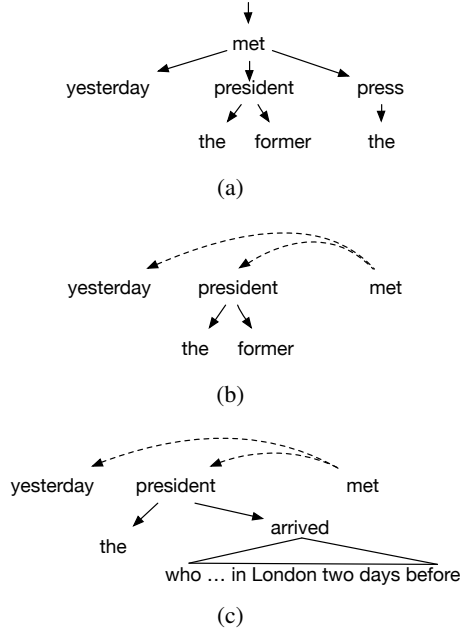 met
yesterday president press
the former the
(a)
yesterday president met
the former
(b)
yesterday president met
the arrived
who … in London two days before
(c)